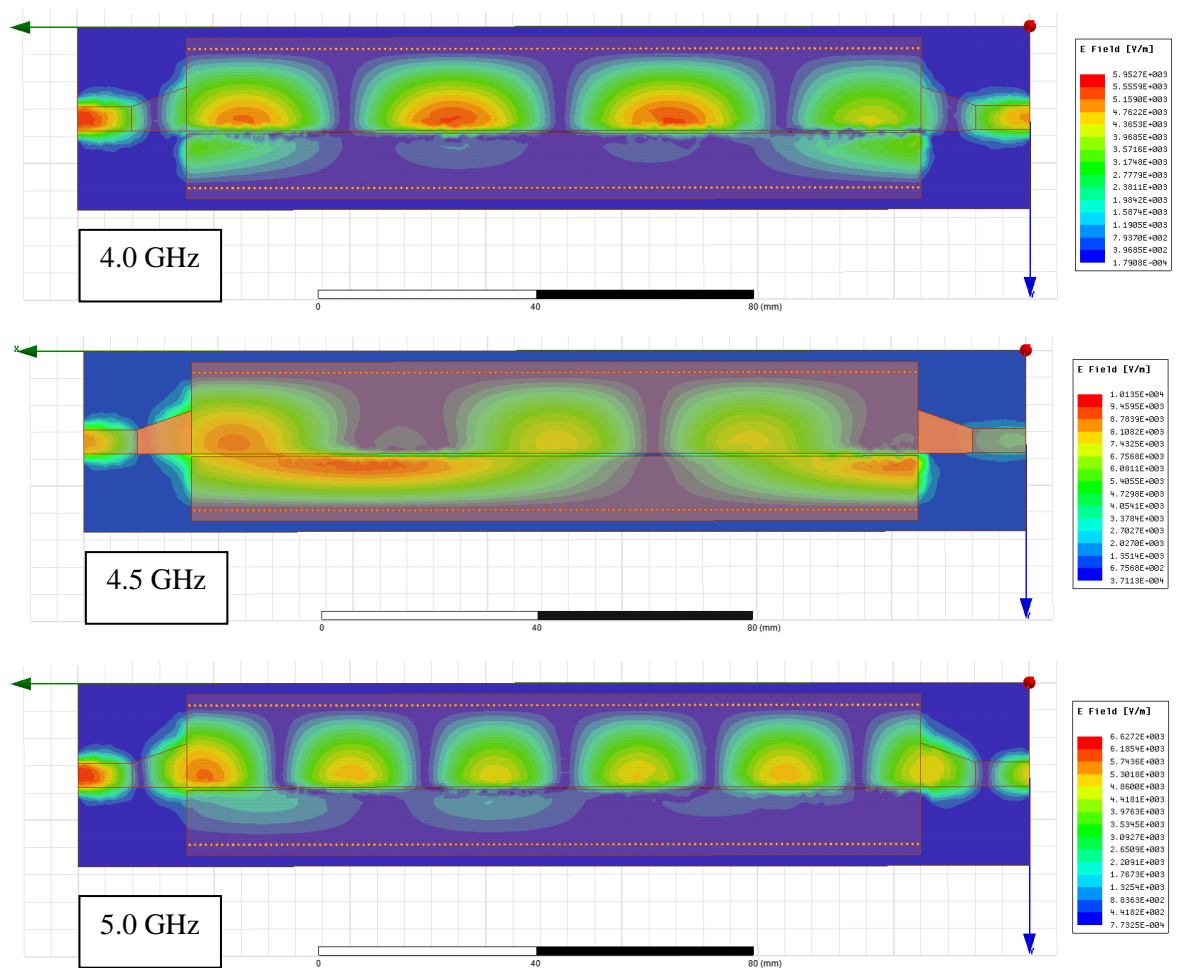 E Field [V/m]
5.9527E+003
5.5559E+003
5.1590E+003
4.7622E+003
4.3653E+003
3.9685E+003
3.5716E+003
3.1748E+003
2.7779E+003
2.3811E+003
1.9842E+003
1.5874E+003
1.1905E+003
7.9370E+002
3.9685E+002
1.7908E-004
4.0 GHz
0 40 80 (mm)
X
E Field [V/m]
1.0135E+004
9.4595E+003
8.7839E+003
8.1082E+003
7.4325E+003
6.7568E+003
6.0811E+003
5.4055E+003
4.7298E+003
4.0541E+003
3.3784E+003
2.7027E+003
2.0270E+003
1.3514E+003
6.7568E+002
3.7113E-004
4.5 GHz
0 40 80 (mm)
E Field [V/m]
6.6272E+003
6.1854E+003
5.7436E+003
5.3018E+003
4.8600E+003
4.4181E+003
3.9763E+003
3.5345E+003
3.0927E+003
2.6509E+003
2.2091E+003
1.7673E+003
1.3254E+003
8.8363E+002
4.4182E+002
7.7325E-004
5.0 GHz
0 40 80 (mm)